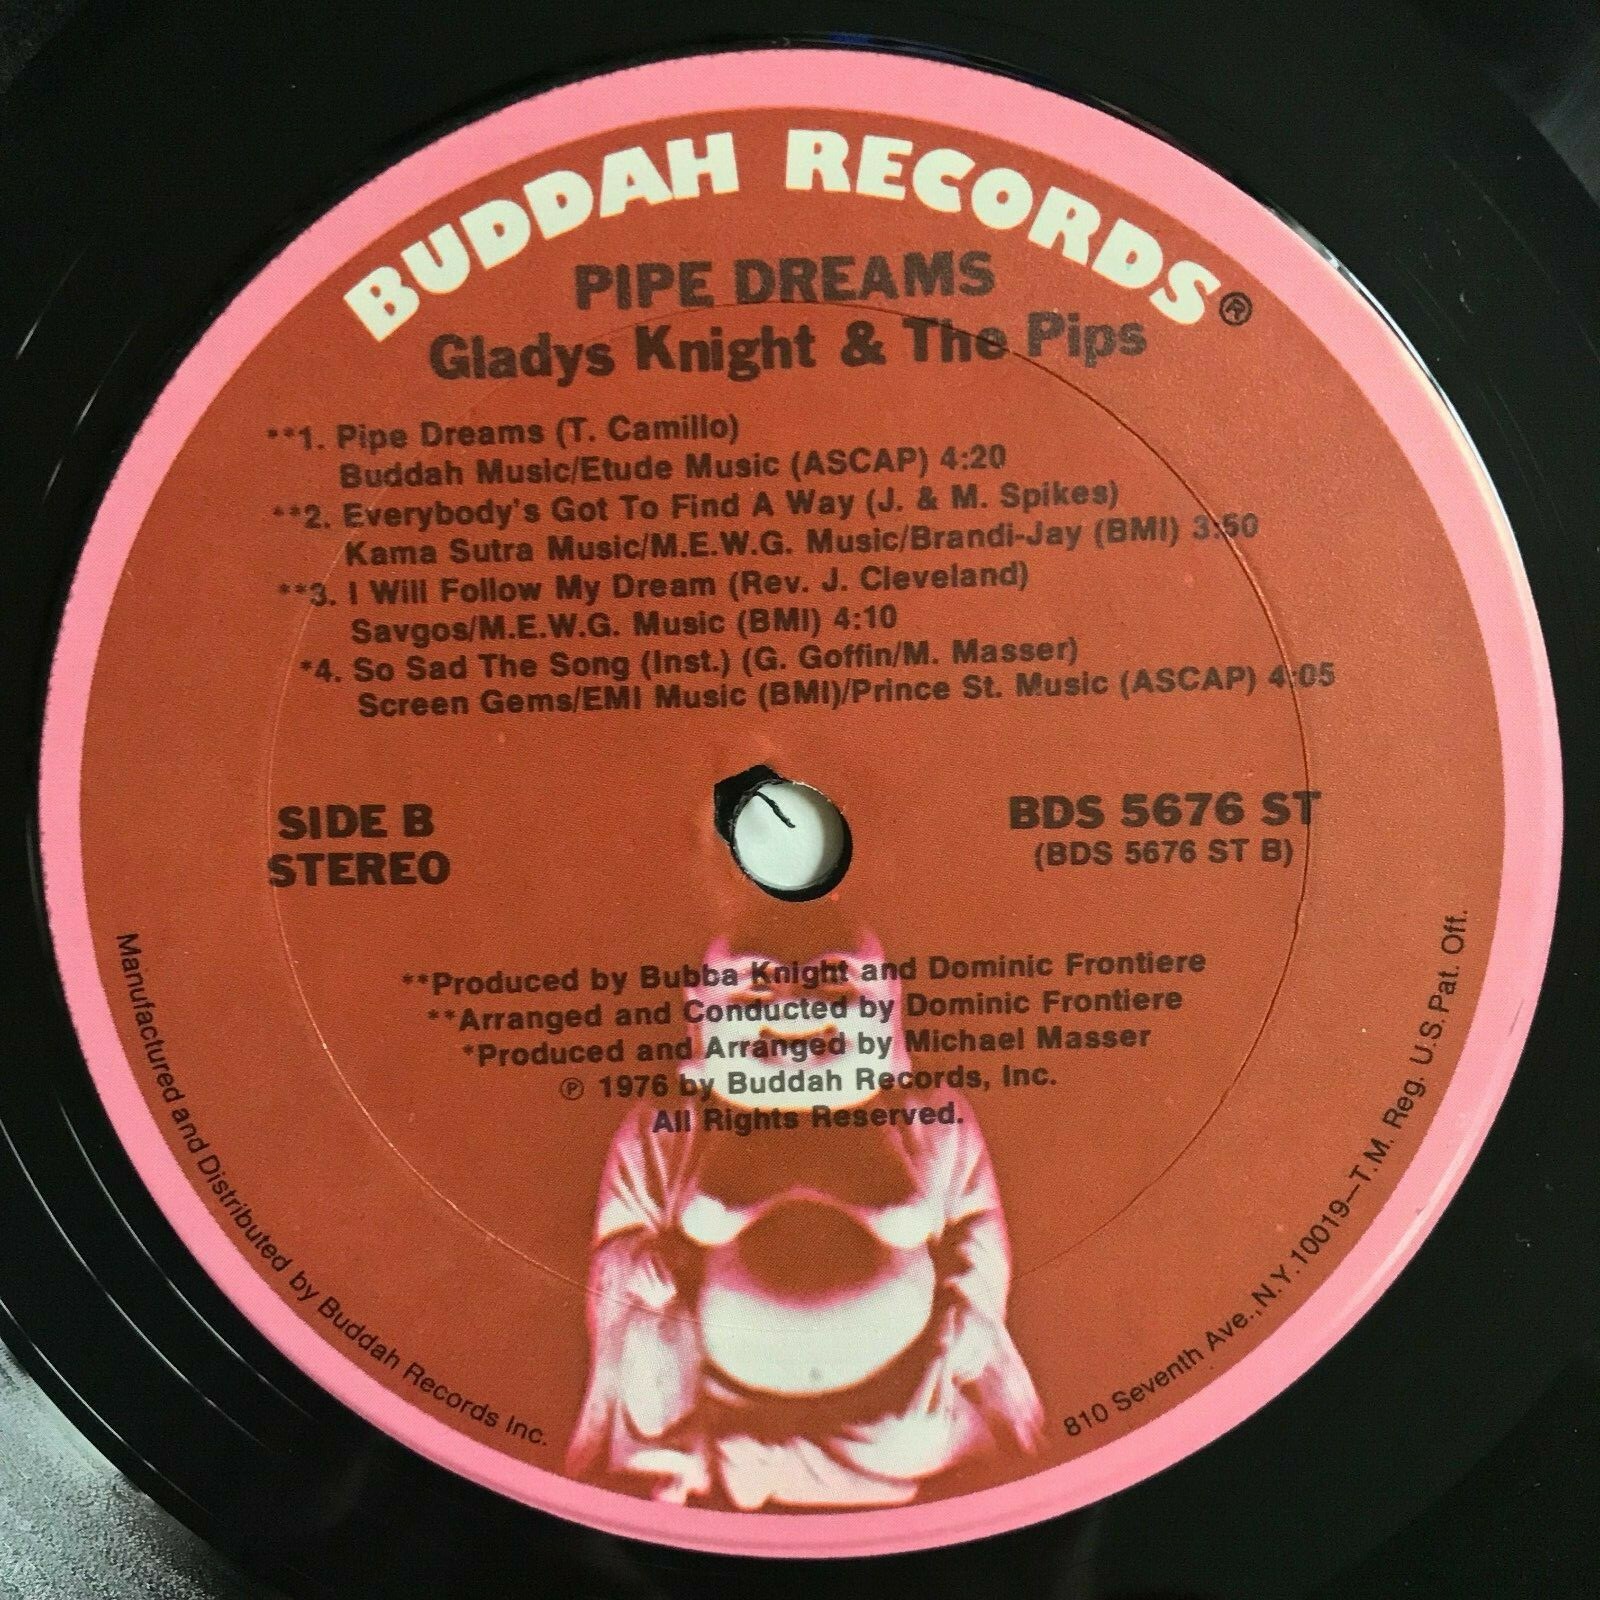 BUDDAH RECORDS®
PIPE DREAMS
Gladys Knight & The Pips
**1. Pipe Dreams (T. Camillo)
Buddah Music/Etude Music (ASCAP) 4:20
**2. Everybody's Got To Find A Way (J. & M. Spikes)
Kama Sutra Music/M.E.W.G. Music/Brandi-Jay (BMI) 3:50
**3. I Will Follow My Dream (Rev. J. Cleveland)
Savgos/M.E.W.G. Music (BMI) 4:10
*4. So Sad The Song (Inst.) (G. Goffin/M. Masser)
Screen Gems/EMI Music (BMI)/Prince St. Music (ASCAP) 4:05
SIDE B
STEREO
BDS 5676 ST
(BDS 5676 ST B)
**Produced by Bubba Knight and Dominic Frontiere
**Arranged and Conducted by Dominic Frontiere
*Produced and Arranged by Michael Masser
℗ 1976 by Buddah Records, Inc.
All Rights Reserved.
Manufactured and Distributed by Buddah Records Inc.
810 Seventh Ave., N.Y. 10019—T.M. Reg. U.S. Pat. Off.